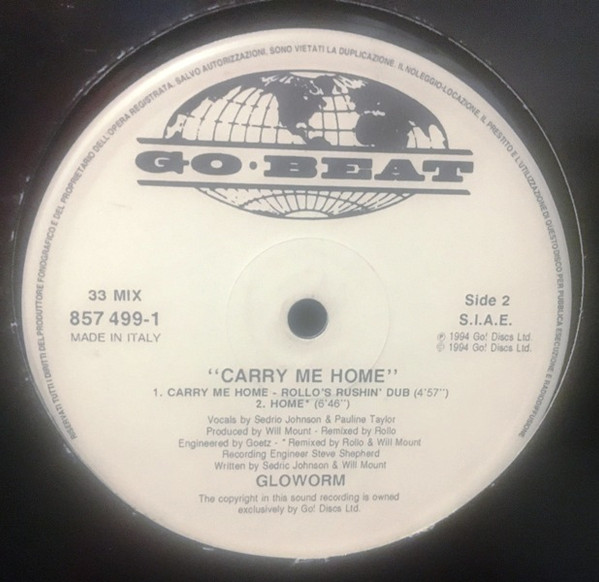 RISERVATI TUTTI I DIRITTI DEL PRODUTTORE FONOGRAFICO E DEL PROPRIETARIO DELL'OPERA REGISTRATA. SALVO AUTORIZZAZIONI, SONO VIETATI LA DUPLICAZIONE, IL NOLEGGIO-LOCAZIONE, IL PRESTITO E L'UTILIZZAZIONE DI QUESTO DISCO PER PUBBLICA ESECUZIONE E RADIODIFFUSIONE.
GO·BEAT
33 MIX
857 499-1
MADE IN ITALY
Side 2
S.I.A.E.
℗ 1994 Go! Discs Ltd.
© 1994 Go! Discs Ltd.
"CARRY ME HOME"
1. CARRY ME HOME - ROLLO'S RUSHIN' DUB (4'57")
2. HOME* (6'46")
Vocals by Sedric Johnson & Pauline Taylor
Produced by Will Mount - Remixed by Rollo
Engineered by Goetz - * Remixed by Rollo & Will Mount
Recording Engineer Steve Shepherd
Written by Sedric Johnson & Will Mount
GLOWORM
The copyright in this sound recording is owned
exclusively by Go! Discs Ltd.